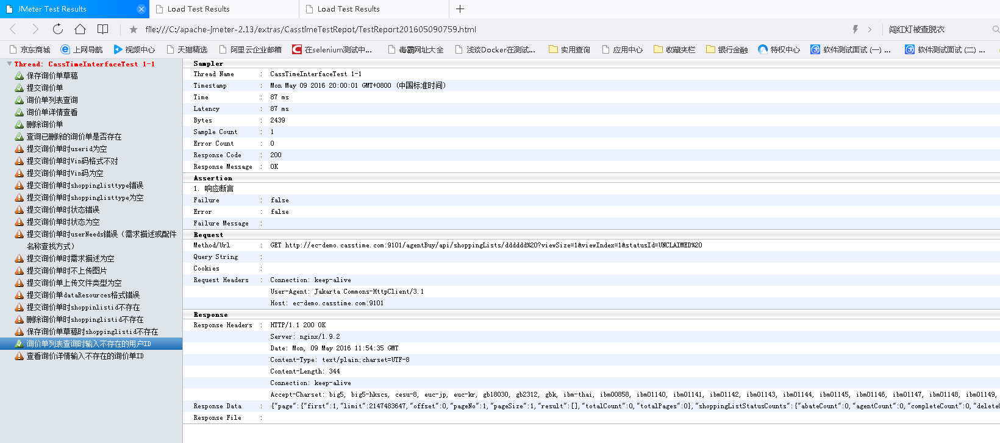 JMeter Test Results
Load Test Results
Load Test Results
file:///C:/apache-jmeter-2.13/extras/CasstimeTestRepot/TestReport201605090759.html
闯红灯被查脱衣
京东商城 上网导航 视频中心 天猫精选 阿里云企业邮箱 在selenium测试中... 毒霸网址大全 浅谈Docker在测试... 实用查询 应用中心 收藏夹栏 银行金融 特权中心 软件测试面试 (一) ... 软件测试面试 (二) ...
Thread: CassTimeInterfaceTest 1-1
保存询价单草稿
提交询价单
询价单列表查询
询价单详情查看
删除询价单
查询已删除的询价单是否存在
提交询价单时userid为空
提交询价单时Vin码格式不对
提交询价单时Vin码为空
提交询价单时shoppinglisttype错误
提交询价单时shoppinglisttype为空
提交询价单时状态错误
提交询价单时状态为空
提交询价单时userNeeds错误（需求描述或配件
名称查找方式）
提交询价单时需求描述为空
提交询价单时不上传图片
提交询价单上传文件类型为空
提交询价单dataResources格式错误
提交询价单时shoppinlistid不存在
删除询价单时shoppinglistid不存在
保存询价单草稿时shoppinglistid不存在
询价单列表查询时输入不存在的用户ID
查看询价详情输入不存在的询价单ID
Sampler
Thread Name : CassTimeInterfaceTest 1-1
Timestamp : Mon May 09 2016 20:00:01 GMT+0800 (中国标准时间)
Time : 87 ms
Latency : 87 ms
Bytes : 2439
Sample Count : 1
Error Count : 0
Response Code : 200
Response Message : OK
Assertion
1. 响应断言
Failure : false
Error : false
Failure Message :
Request
Method/Url : GET http://ec-demo.casstime.com:9101/agentBuy/api/shoppingLists/dddddd%20?viewSize=1&viewIndex=1&statusId=UNCLAIMED%20
Query String :
Cookies :
Request Headers : Connection: keep-alive
User-Agent: Jakarta Commons-HttpClient/3.1
Host: ec-demo.casstime.com:9101
Response
Response Headers : HTTP/1.1 200 OK
Server: nginx/1.9.2
Date: Mon, 09 May 2016 11:54:35 GMT
Content-Type: text/plain;charset=UTF-8
Content-Length: 344
Connection: keep-alive
Accept-Charset: big5, big5-hkscs, cesu-8, euc-jp, euc-kr, gb18030, gb2312, gbk, ibm-thai, ibm00858, ibm01140, ibm01141, ibm01142, ibm01143, ibm01144, ibm01145, ibm01146, ibm01147, ibm01148, ibm01149,
Response Data : {"page":{"first":1,"limit":2147483647,"offset":0,"pageNo":1,"pageSize":1,"result":[],"totalCount":0,"totalPages":0},"shoppingListStatusCounts":{"abateCount":0,"agentCount":0,"completeCount":0,"deleteC
Response File :